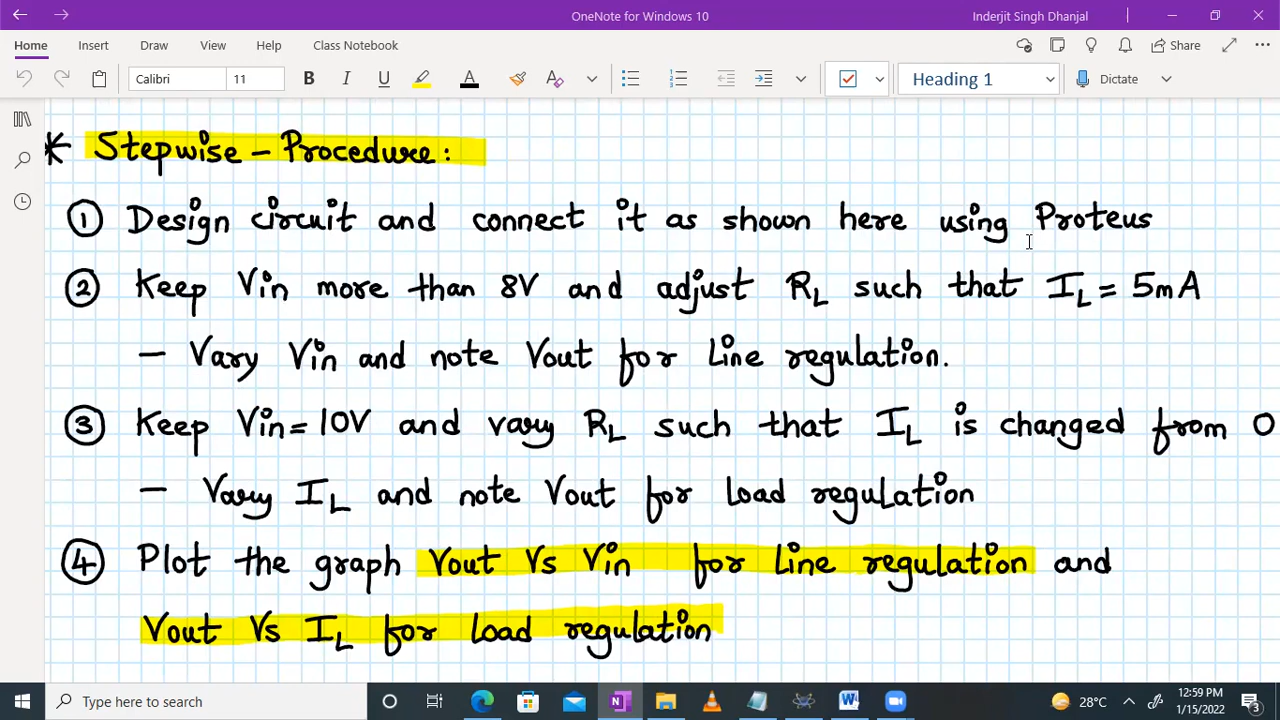 OneNote for Windows 10
Inderjit Singh Dhanjal
Home Insert Draw View Help Class Notebook Share
Calibri 11 B I U A Heading 1 Dictate
* Stepwise - Procedure:
1 Design circuit and connect it as shown here using Proteus
2 Keep Vin more than 8V and adjust RL such that IL = 5mA
- Vary Vin and note Vout for Line regulation.
3 Keep Vin = 10V and vary RL such that IL is changed from 0
- Vary IL and note Vout for Load regulation
4 Plot the graph Vout Vs Vin for Line regulation and
Vout Vs IL for Load regulation
Type here to search
28°C
12:59 PM
1/15/2022
3